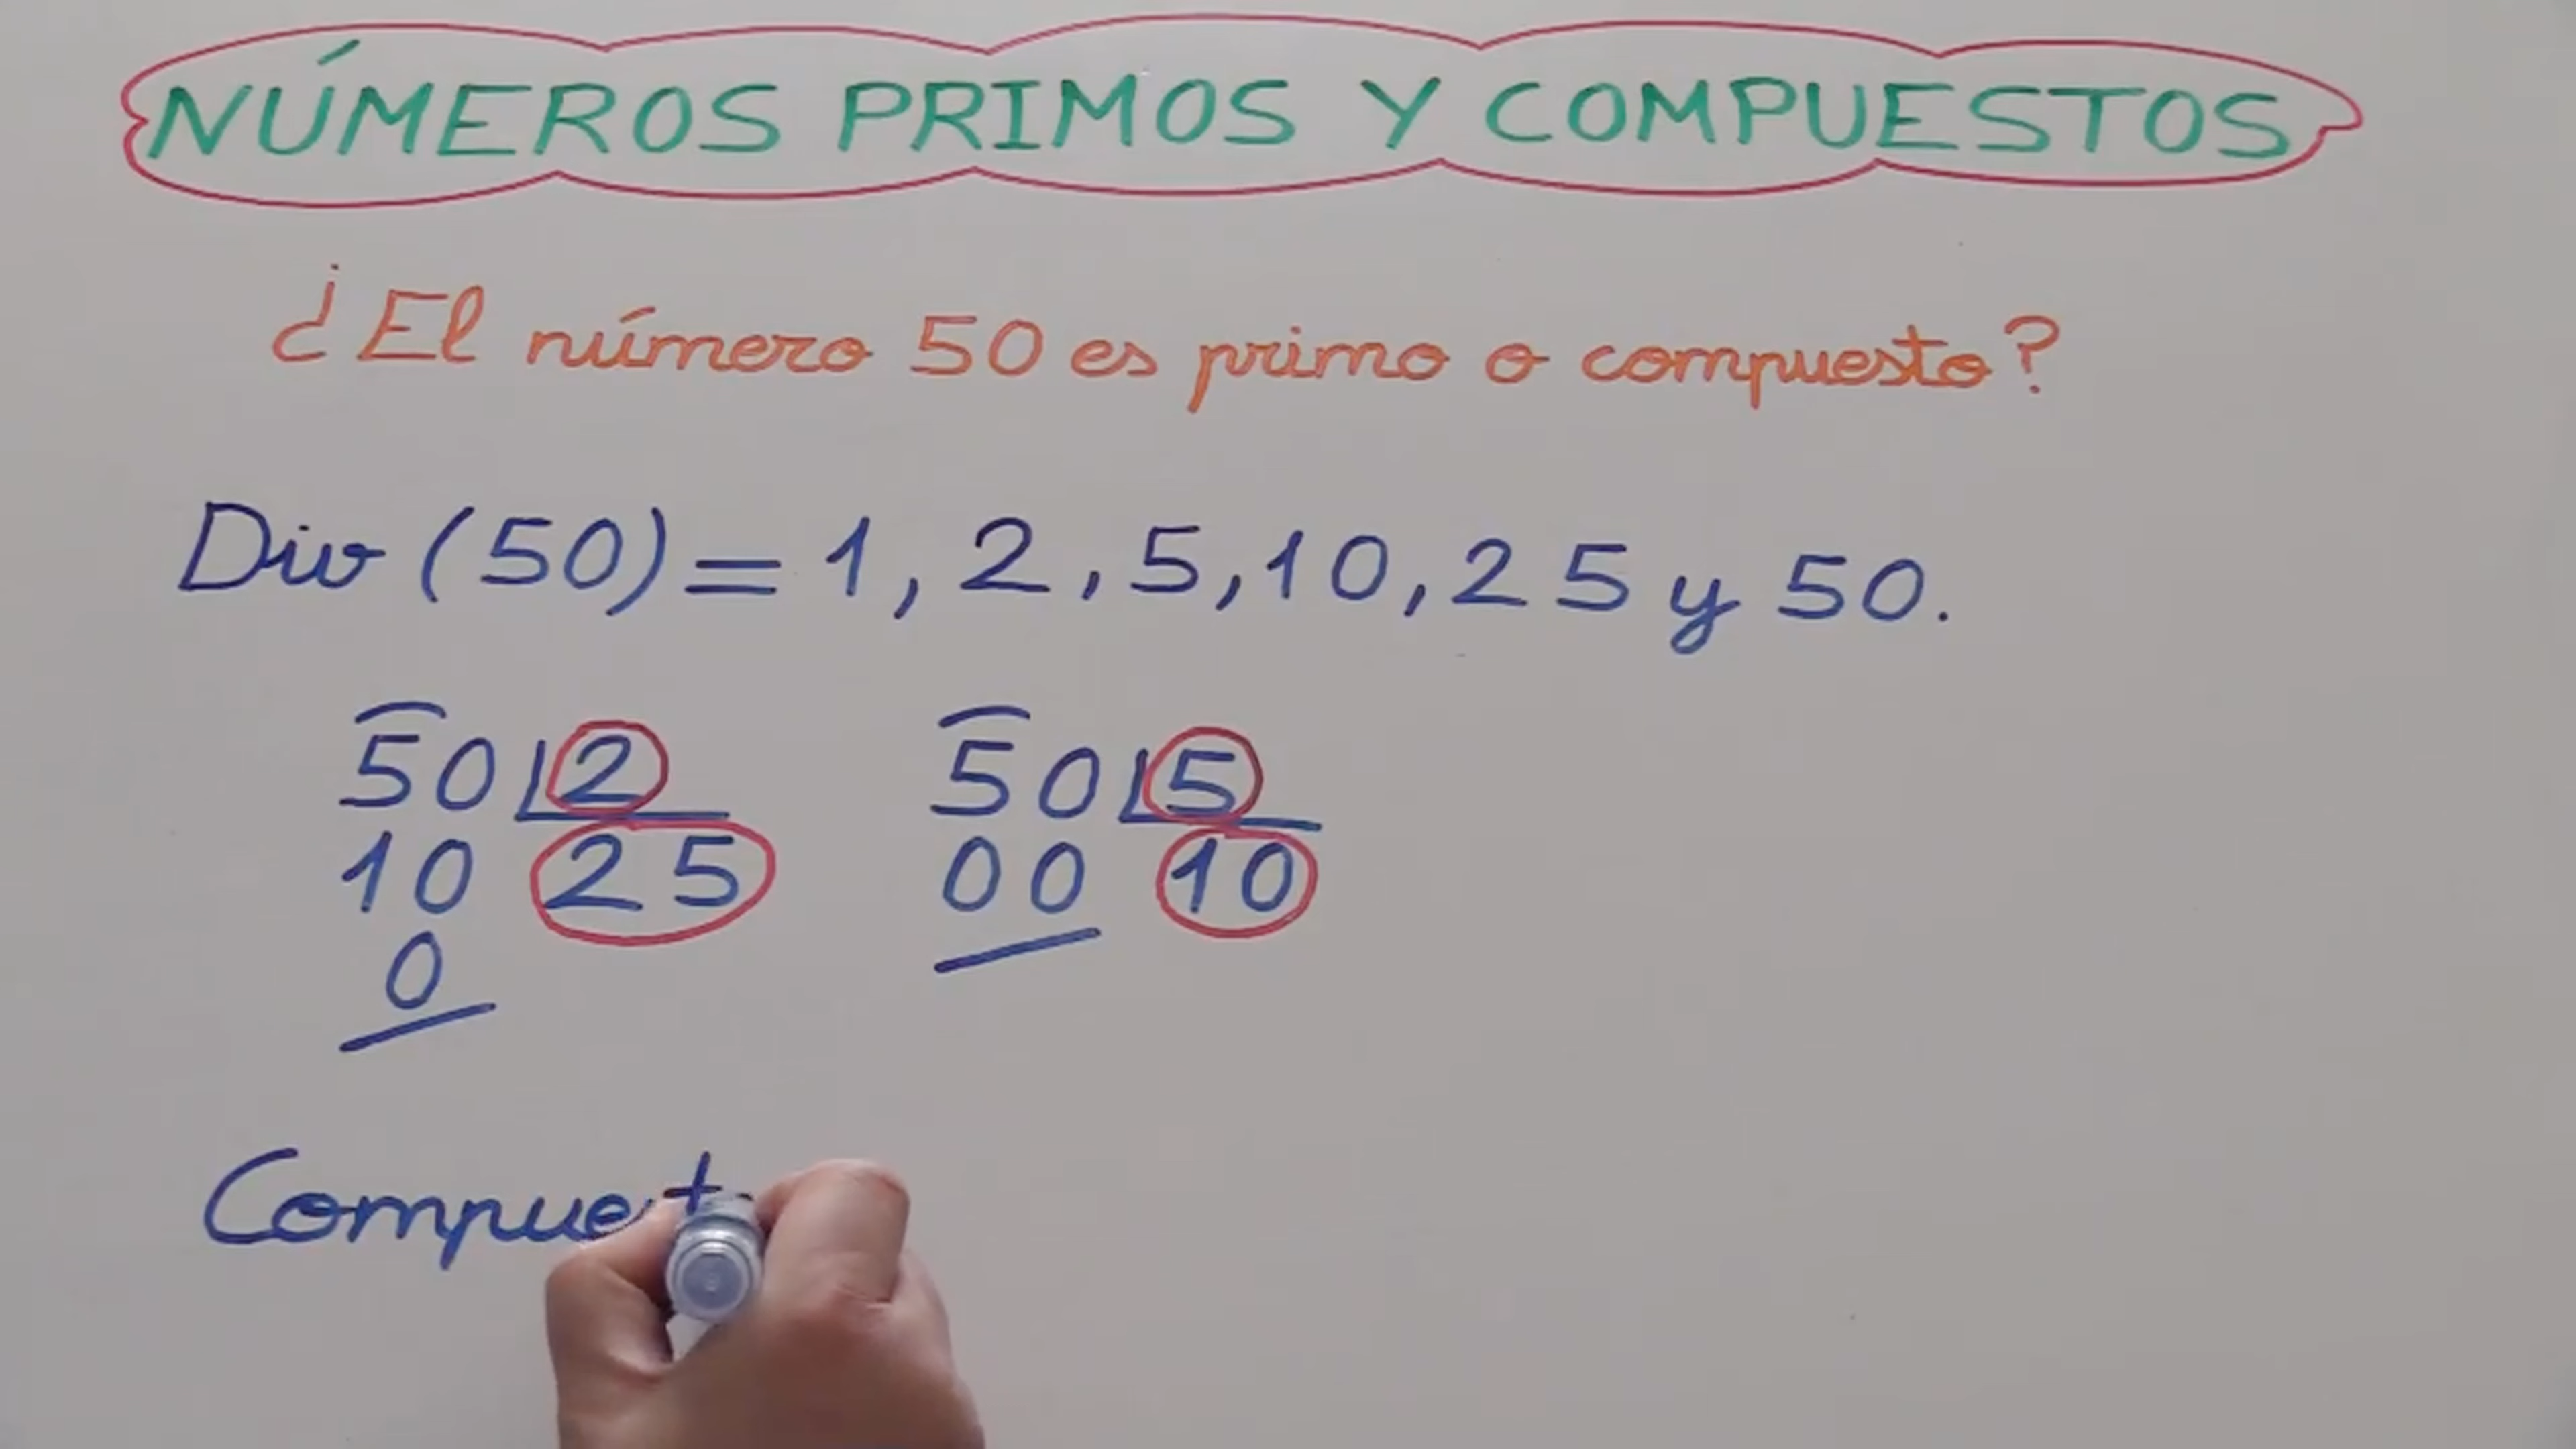 NÚMEROS PRIMOS Y COMPUESTOS
¿El número 50 es primo o compuesto?
Div (50) = 1, 2, 5, 10, 25 y 50.
50 2 50 5
10 25 00 10
0
Compuest